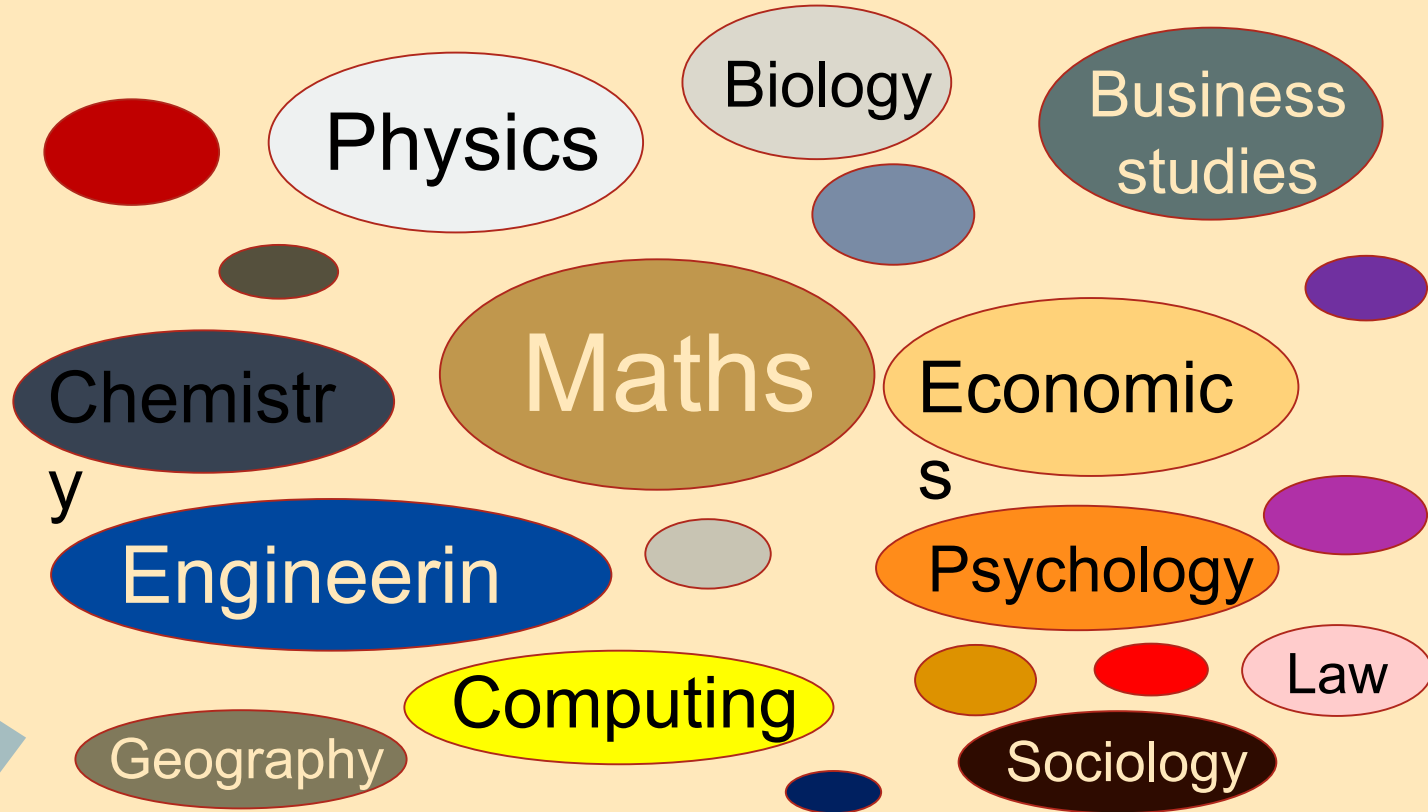 Physics
Biology
Business
studies
Chemistr
y
Maths
Economic
s
Engineerin
Psychology
Computing
Law
Geography
Sociology